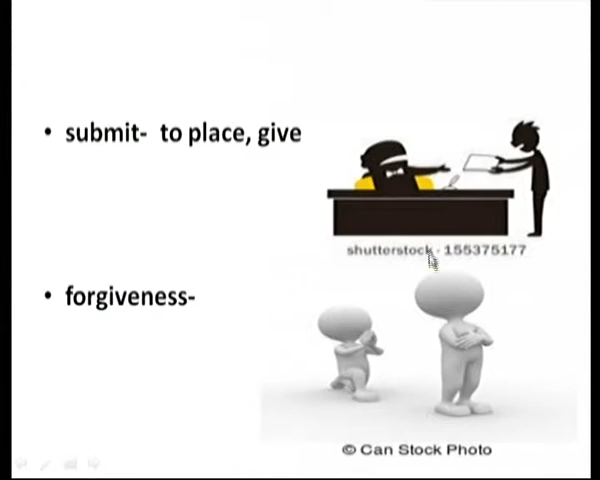 • submit- to place, give
shutterstock · 155375177
• forgiveness-
© Can Stock Photo